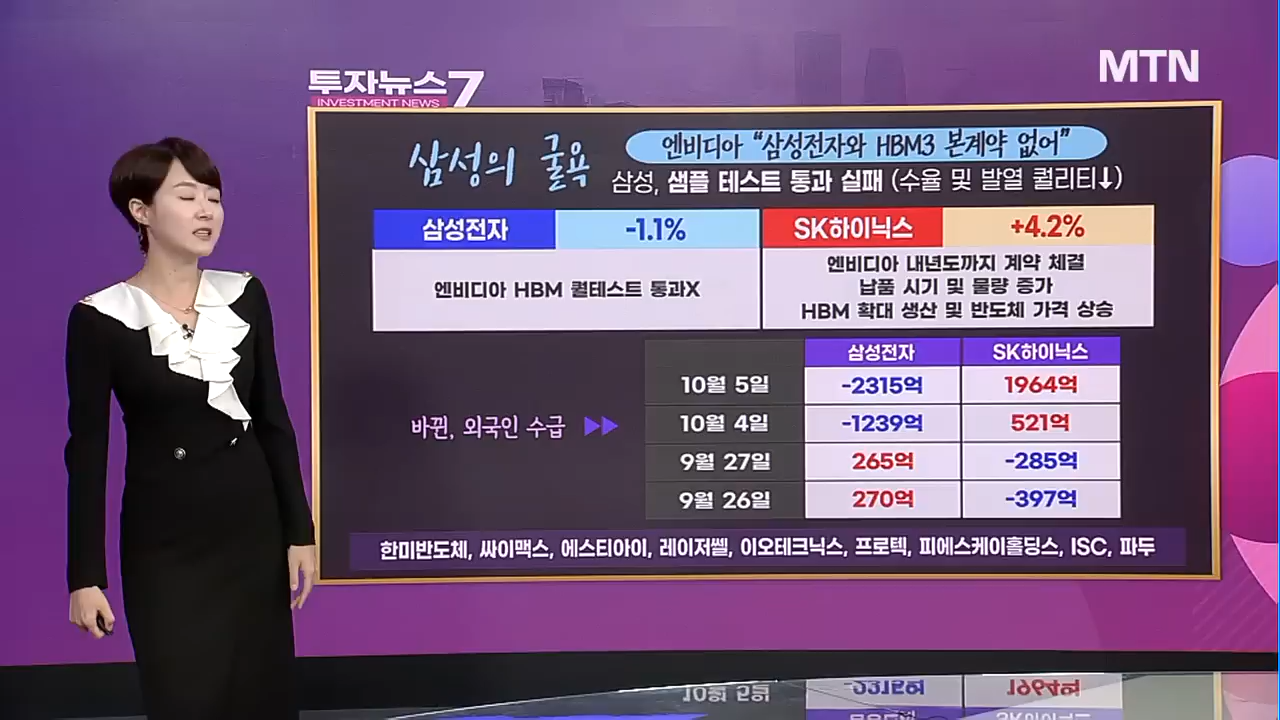 MTN
투자뉴스7
INVESTMENT NEWS
삼성의 굴욕
엔비디아 “삼성전자와 HBM3 본계약 없어”
삼성, 샘플 테스트 통과 실패 (수율 및 발열 퀄리티↓)
삼성전자 -1.1% SK하이닉스 +4.2%
엔비디아 HBM 퀄테스트 통과X
엔비디아 내년도까지 계약 체결
납품 시기 및 물량 증가
HBM 확대 생산 및 반도체 가격 상승
삼성전자 SK하이닉스
10월 5일 -2315억 1964억
10월 4일 -1239억 521억
9월 27일 265억 -285억
9월 26일 270억 -397억
바뀐, 외국인 수급 ▶▶
한미반도체, 싸이맥스, 에스티아이, 레이저쎌, 이오테크닉스, 프로텍, 피에스케이홀딩스, ISC, 파두